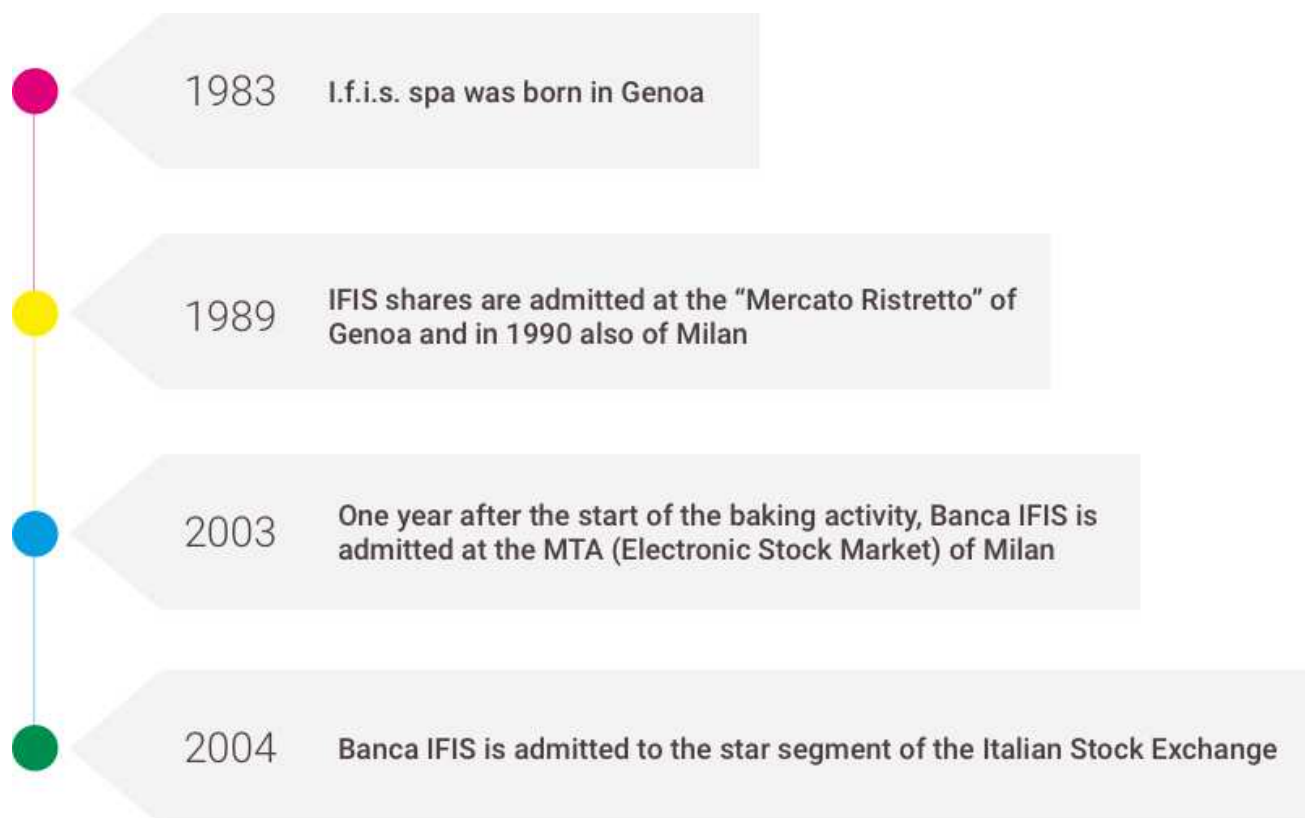 1983
I.f.i.s. spa was born in Genoa
1989
IFIS shares are admitted at the “Mercato Ristretto” of
Genoa and in 1990 also of Milan
2003
One year after the start of the baking activity, Banca IFIS is
admitted at the MTA (Electronic Stock Market) of Milan
2004
Banca IFIS is admitted to the star segment of the Italian Stock Exchange